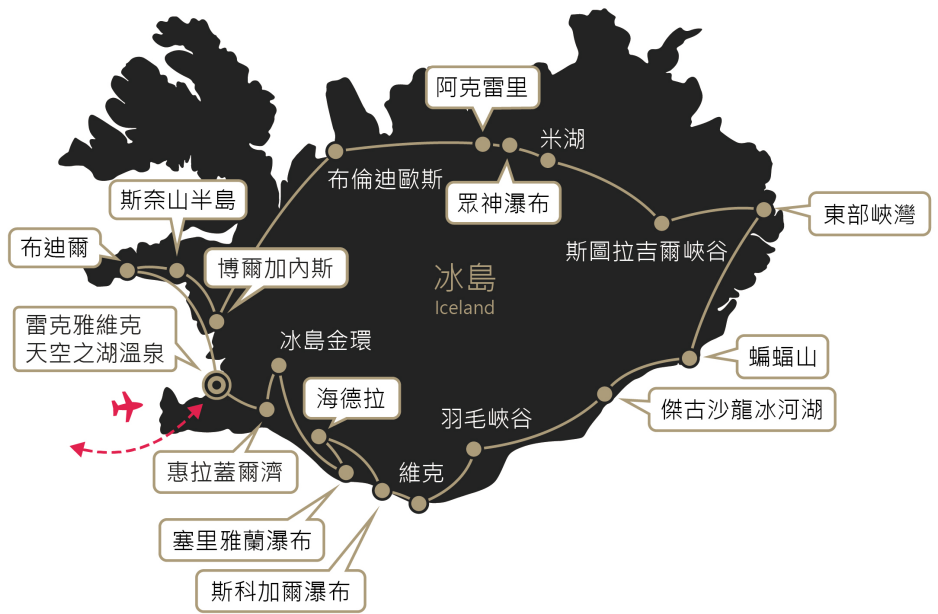 阿克雷里
米湖
布倫迪歐斯
眾神瀑布
斯奈山半島
東部峽灣
布迪爾
斯圖拉吉爾峽谷
博爾加內斯
冰島
Iceland
雷克雅維克
天空之湖溫泉
冰島金環
蝙蝠山
海德拉
傑古沙龍冰河湖
羽毛峽谷
惠拉蓋爾濟
維克
塞里雅蘭瀑布
斯科加爾瀑布